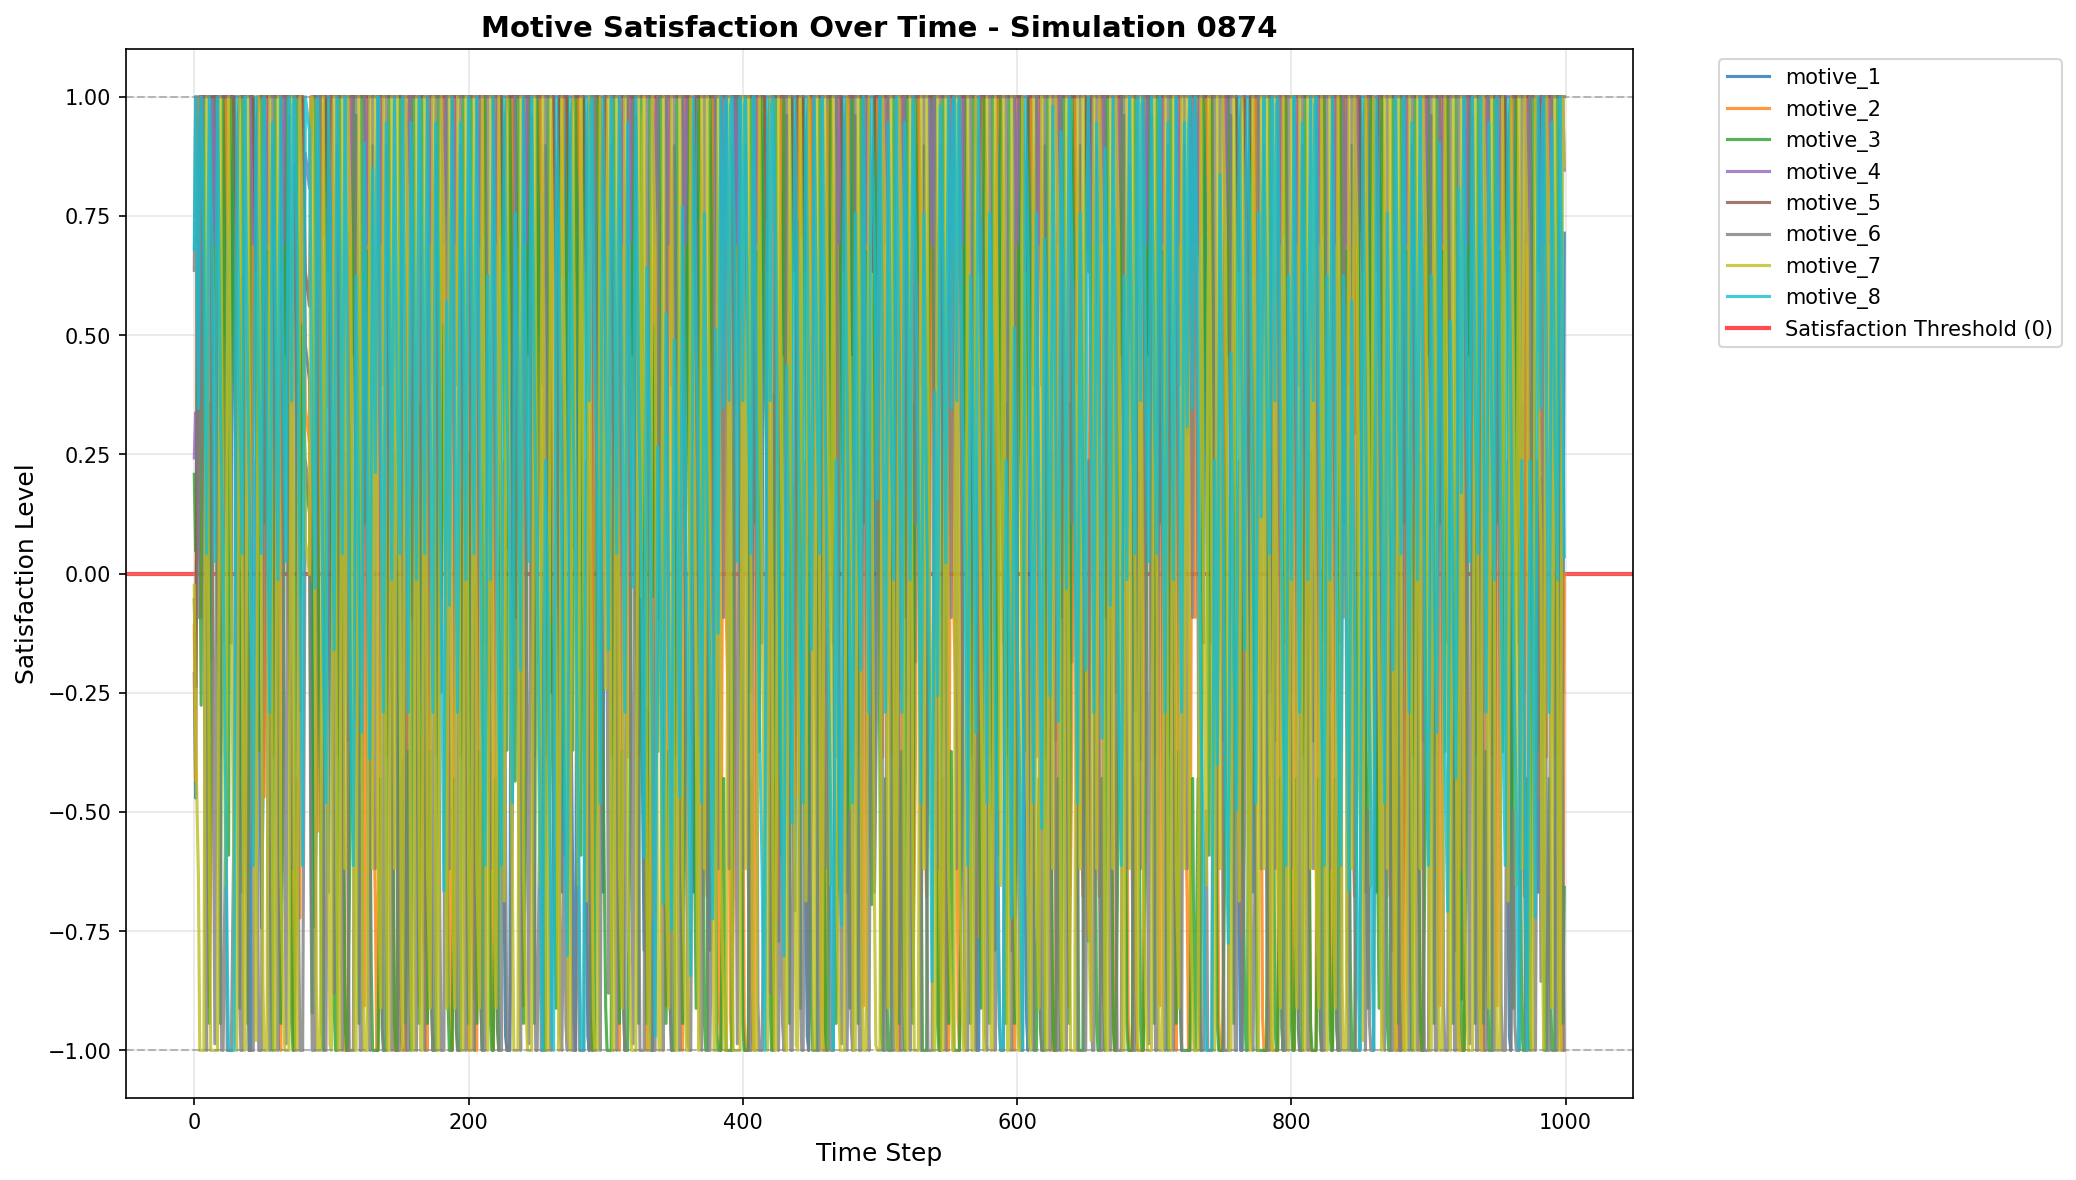 Motive Satisfaction Over Time - Simulation 0874
1.00
0.75
0.50
0.25
0.00
−0.25
−0.50
−0.75
−1.00
Satisfaction Level
0
200
400
600
800
1000
Time Step
motive_1
motive_2
motive_3
motive_4
motive_5
motive_6
motive_7
motive_8
Satisfaction Threshold (0)